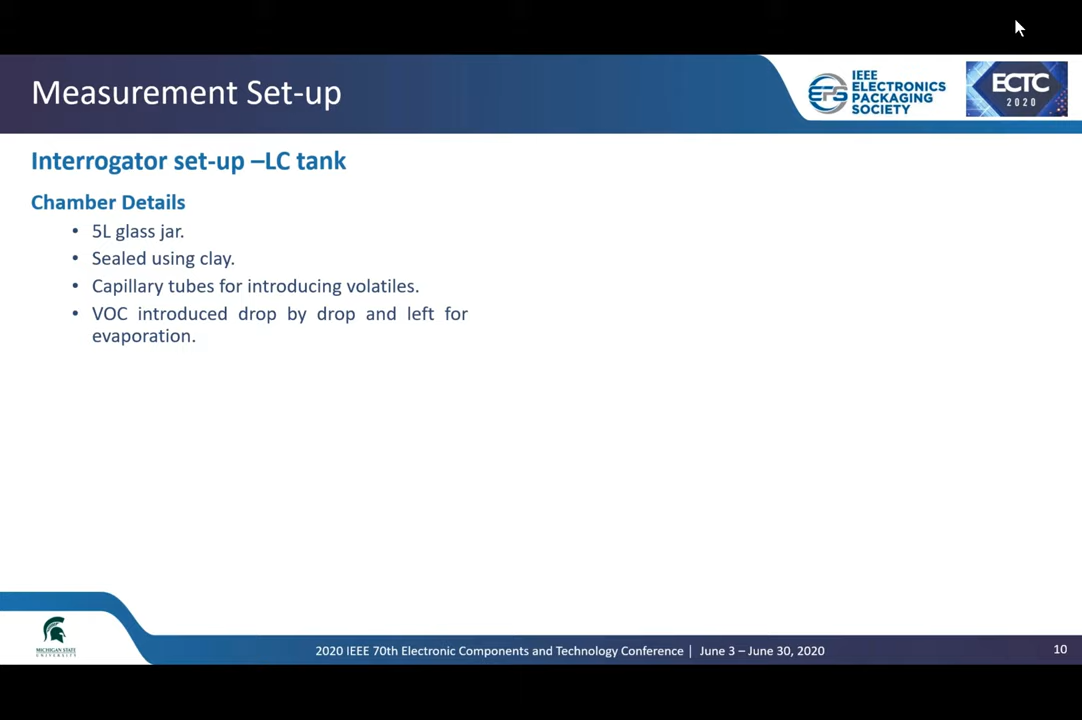 Measurement Set-up
IEEE
ELECTRONICS
PACKAGING
SOCIETY
EPS
ECTC
2020
Interrogator set-up –LC tank
Chamber Details
• 5L glass jar.
• Sealed using clay.
• Capillary tubes for introducing volatiles.
• VOC introduced drop by drop and left for
evaporation.
MICHIGAN STATE
UNIVERSITY
2020 IEEE 70th Electronic Components and Technology Conference | June 3 – June 30, 2020
10